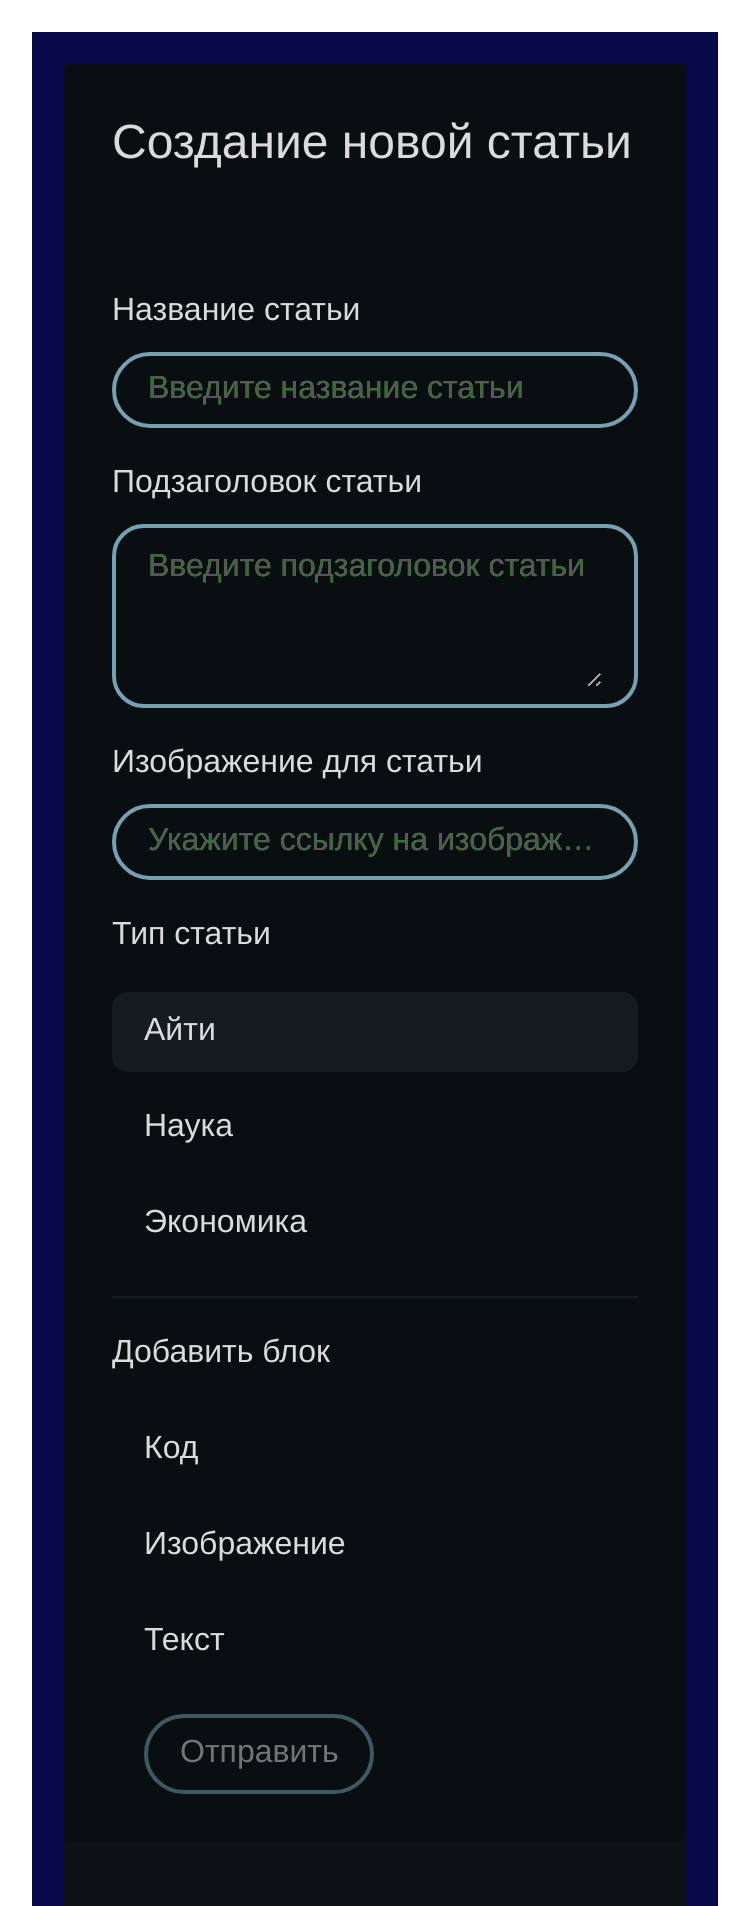 Создание новой статьи
Название статьи
Введите название статьи
Подзаголовок статьи
Введите подзаголовок статьи
Изображение для статьи
Укажите ссылку на изображ...
Тип статьи
Айти
Наука
Экономика
Добавить блок
Код
Изображение
Текст
Отправить